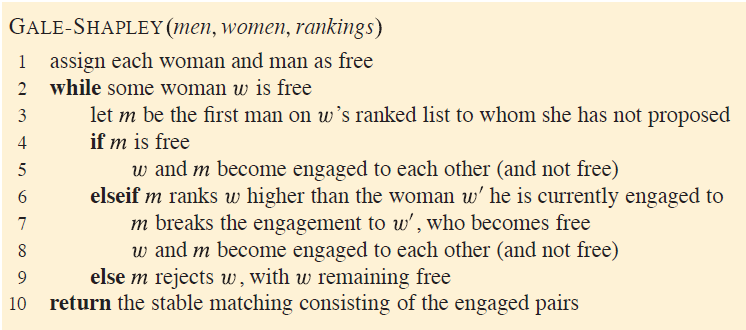 GALE-SHAPLEY(men, women, rankings)
1 assign each woman and man as free
2 while some woman w is free
3 let m be the first man on w’s ranked list to whom she has not proposed
4 if m is free
5 w and m become engaged to each other (and not free)
6 elseif m ranks w higher than the woman w′ he is currently engaged to
7 m breaks the engagement to w′, who becomes free
8 w and m become engaged to each other (and not free)
9 else m rejects w, with w remaining free
10 return the stable matching consisting of the engaged pairs